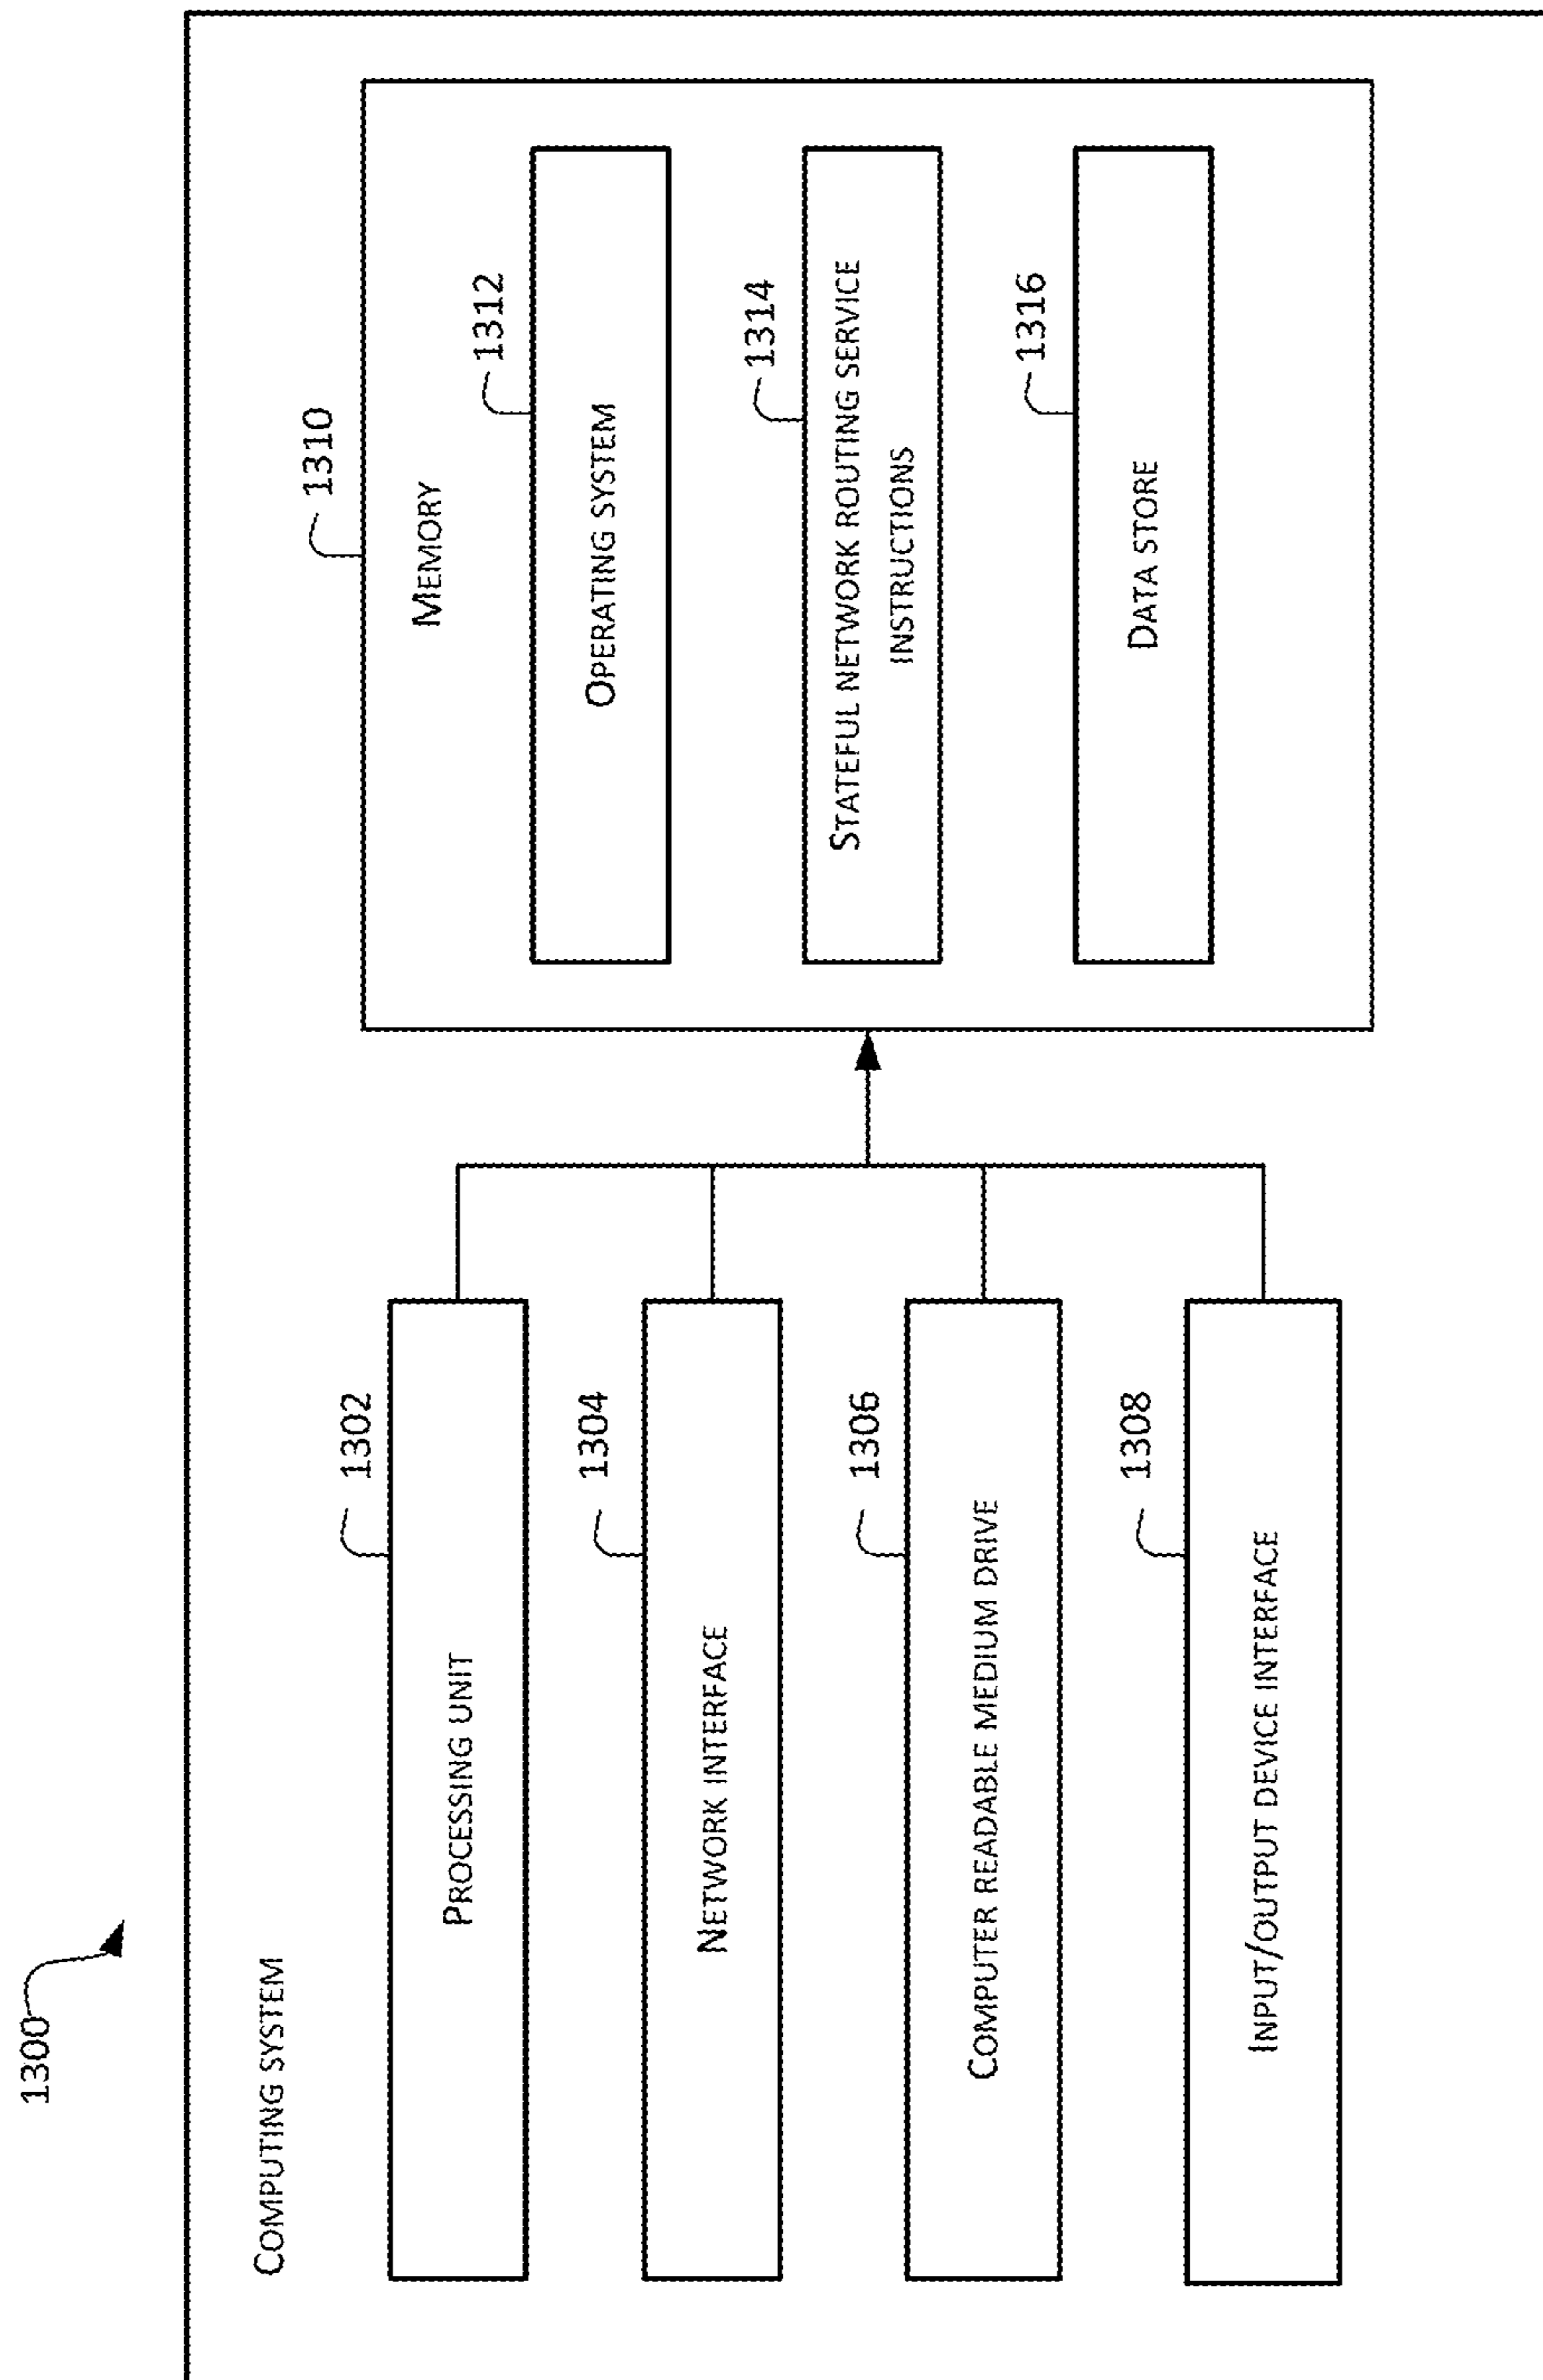 1300
COMPUTING SYSTEM
1302
PROCESSING UNIT
1304
NETWORK INTERFACE
1306
COMPUTER READABLE MEDIUM DRIVE
1308
INPUT/OUTPUT DEVICE INTERFACE
1310
MEMORY
1312
OPERATING SYSTEM
1314
STATEFUL NETWORK ROUTING SERVICE
INSTRUCTIONS
1316
DATA STORE